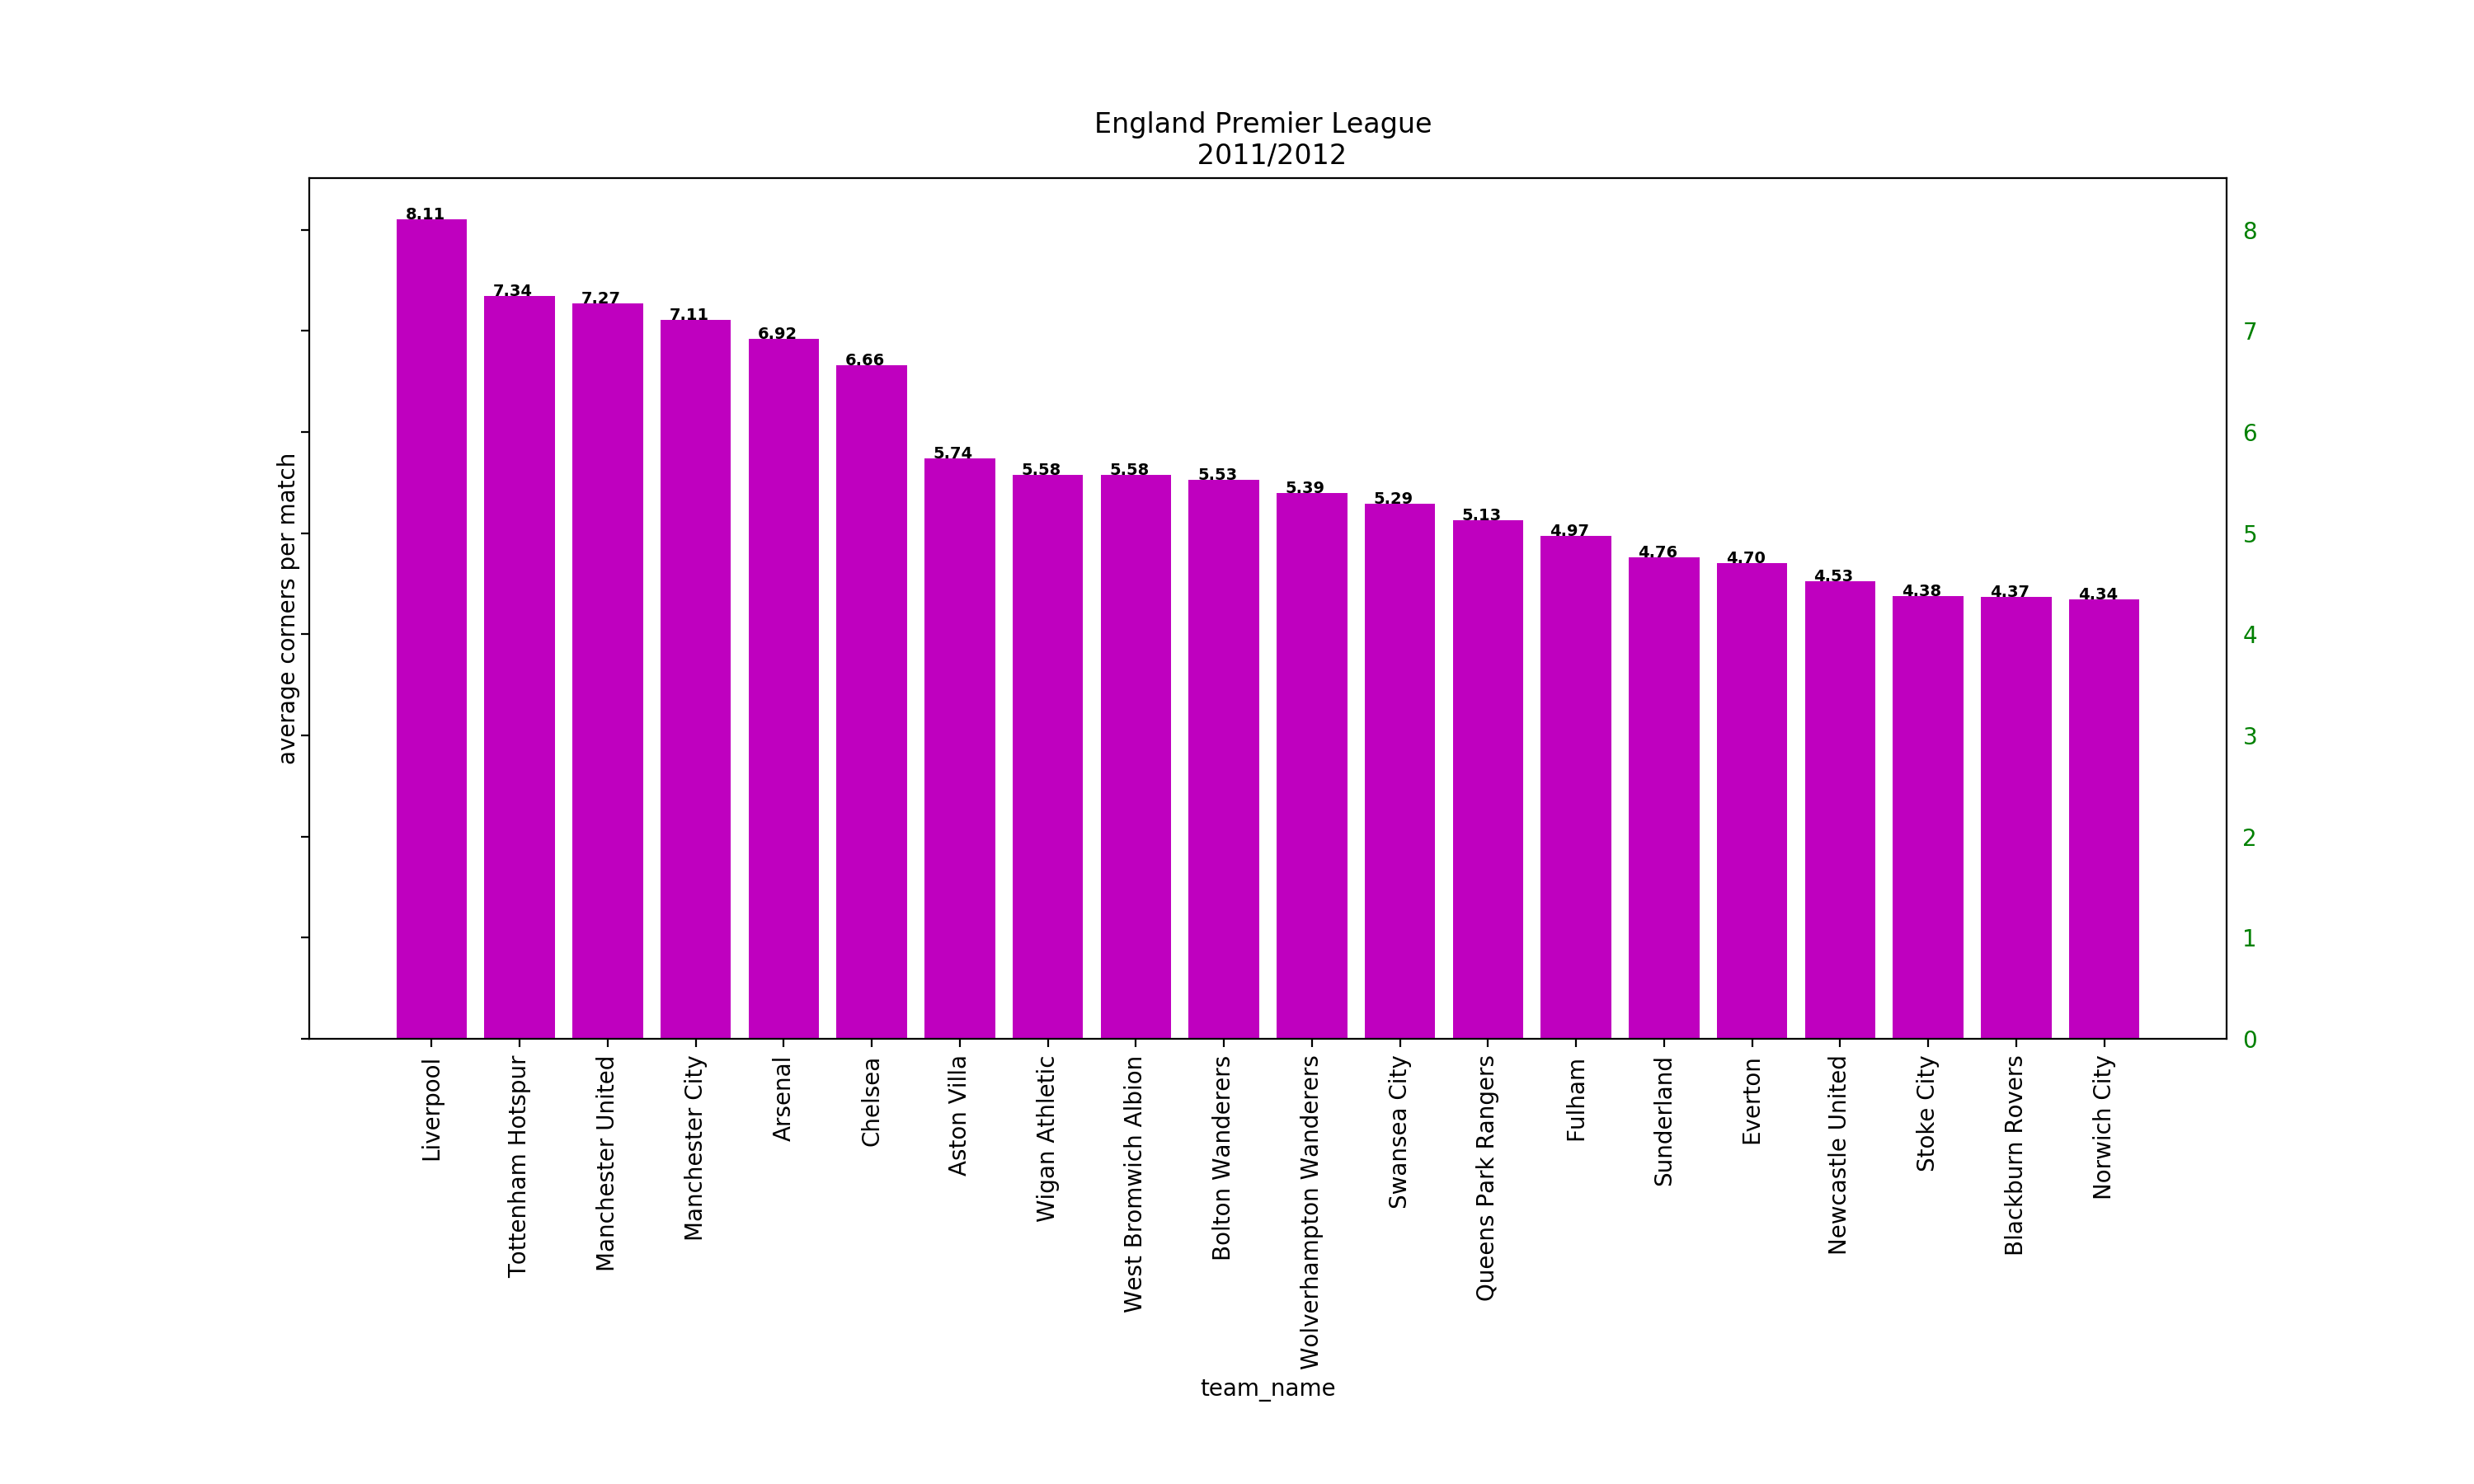 England Premier League
2011/2012
average corners per match
8.11
7.34
7.27
7.11
6.92
6.66
5.74
5.58
5.58
5.53
5.39
5.29
5.13
4.97
4.76
4.70
4.53
4.38
4.37
4.34
8
7
6
5
4
3
2
1
0
Liverpool
Tottenham Hotspur
Manchester United
Manchester City
Arsenal
Chelsea
Aston Villa
Wigan Athletic
West Bromwich Albion
Bolton Wanderers
Wolverhampton Wanderers
Swansea City
Queens Park Rangers
Fulham
Sunderland
Everton
Newcastle United
Stoke City
Blackburn Rovers
Norwich City
team_name